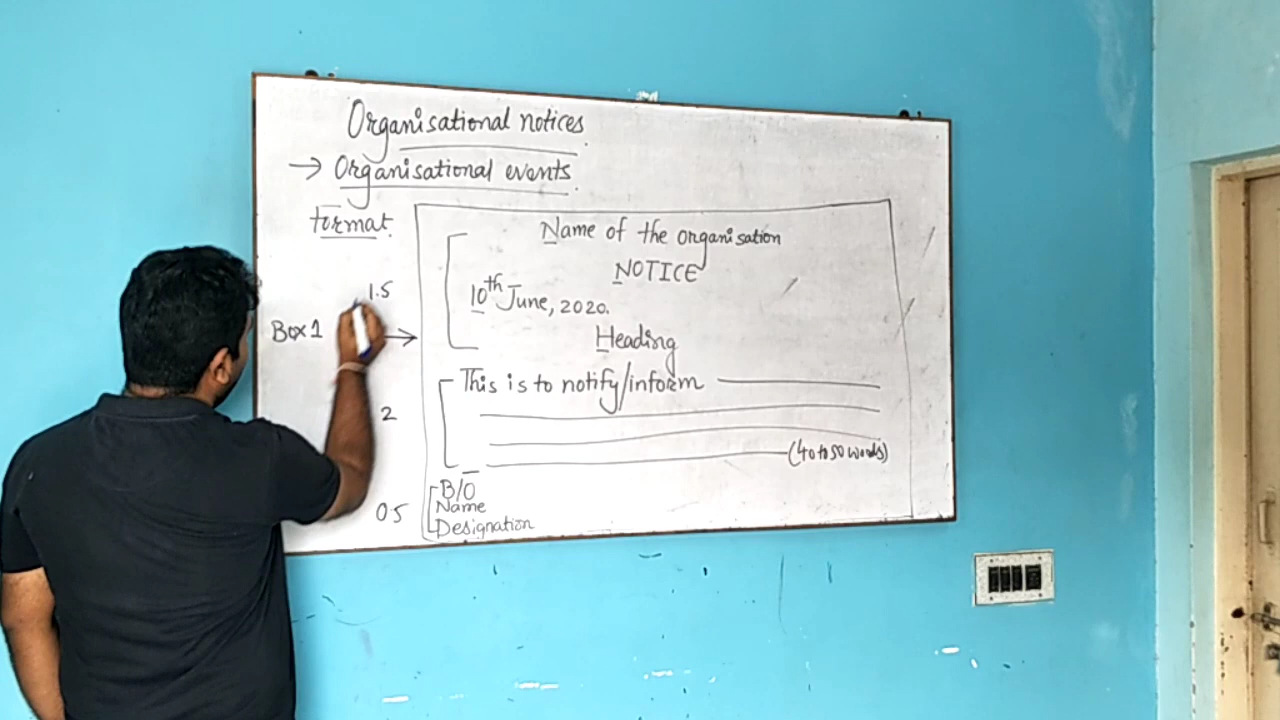 Organisational notices
→ Organisational events.
format.
Name of the organisation
NOTICE
1.5
10th June, 2020.
Box 1
Heading
This is to notify/inform
2
(40 to 50 words)
B/O
Name
0.5
Designation